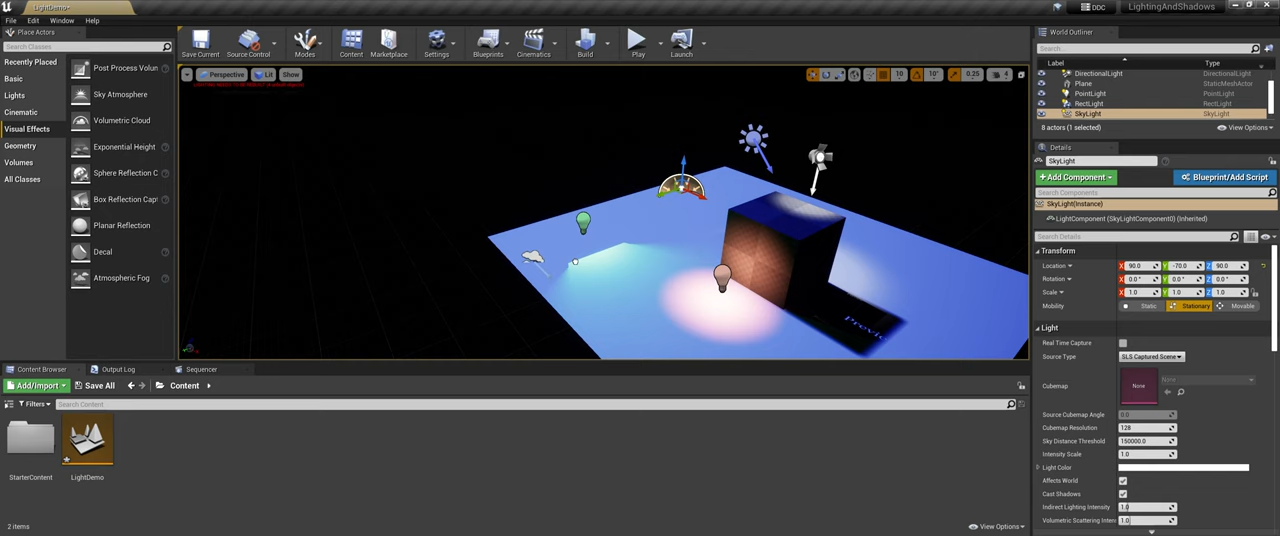 LightDemo*
DDC
LightingAndShadows
File Edit Window Help
Place Actors
Search Classes
Recently Placed
Basic
Lights
Cinematic
Visual Effects
Geometry
Volumes
All Classes
Post Process Volun
Sky Atmosphere
Volumetric Cloud
Exponential Height
Sphere Reflection C
Box Reflection Capt
Planar Reflection
Decal
Atmospheric Fog
Save Current
Source Control
Modes
Content
Marketplace
Settings
Blueprints
Cinematics
Build
Play
Launch
Perspective Lit Show
10 10° 0.25 4
Previ
World Outliner
Search...
Label Type
DirectionalLight DirectionalLight
Plane StaticMeshActor
PointLight PointLight
RectLight RectLight
SkyLight SkyLight
8 actors (1 selected) View Options
Details
SkyLight
+Add Component Blueprint/Add Script
Search Components
SkyLight(Instance)
LightComponent (SkyLightComponent0) (Inherited)
Search Details
Transform
Location X 90.0 Y -70.0 Z 90.0
Rotation X 0.0° Y 0.0° Z 0.0°
Scale X 1.0 Y 1.0 Z 1.0
Mobility Static Stationary Movable
Light
Real Time Capture
Source Type SLS Captured Scene
Cubemap None None
Source Cubemap Angle 0.0
Cubemap Resolution 128
Sky Distance Threshold 150000.0
Intensity Scale 1.0
Light Color
Affects World
Cast Shadows
Indirect Lighting Intensity 1.0
Volumetric Scattering Inten 1.0
Content Browser Output Log Sequencer
Add/Import Save All Content
Filters Search Content
StarterContent LightDemo
2 items View Options